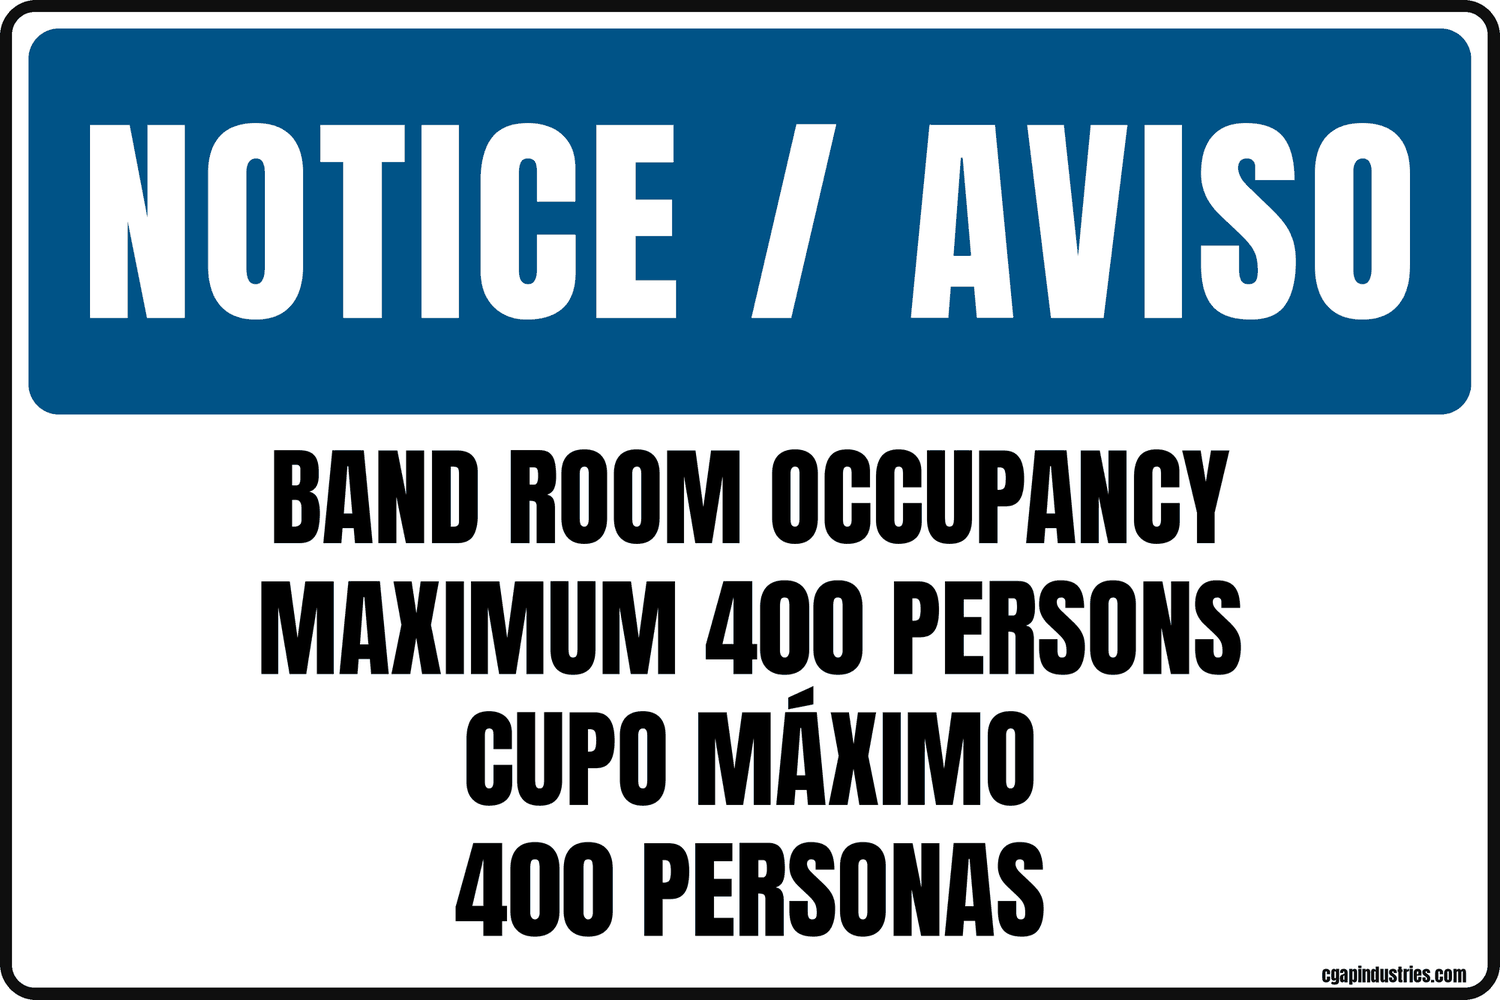 NOTICE / AVISO
BAND ROOM OCCUPANCY
MAXIMUM 400 PERSONS
CUPO MÁXIMO
400 PERSONAS
cgapindustries.com